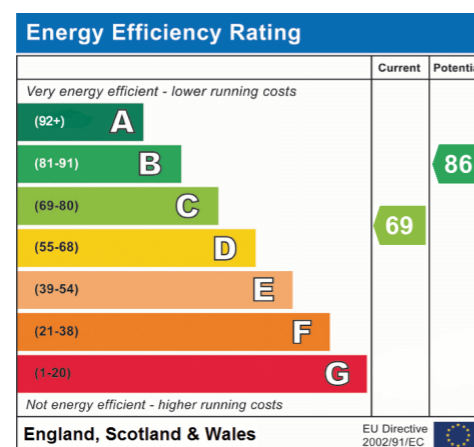 Energy Efficiency Rating
Current Potentia
Very energy efficient - lower running costs
(92+) A
(81-91) B
86
(69-80) C
69
(55-68) D
(39-54) E
(21-38) F
(1-20) G
Not energy efficient - higher running costs
England, Scotland & Wales
EU Directive
2002/91/EC